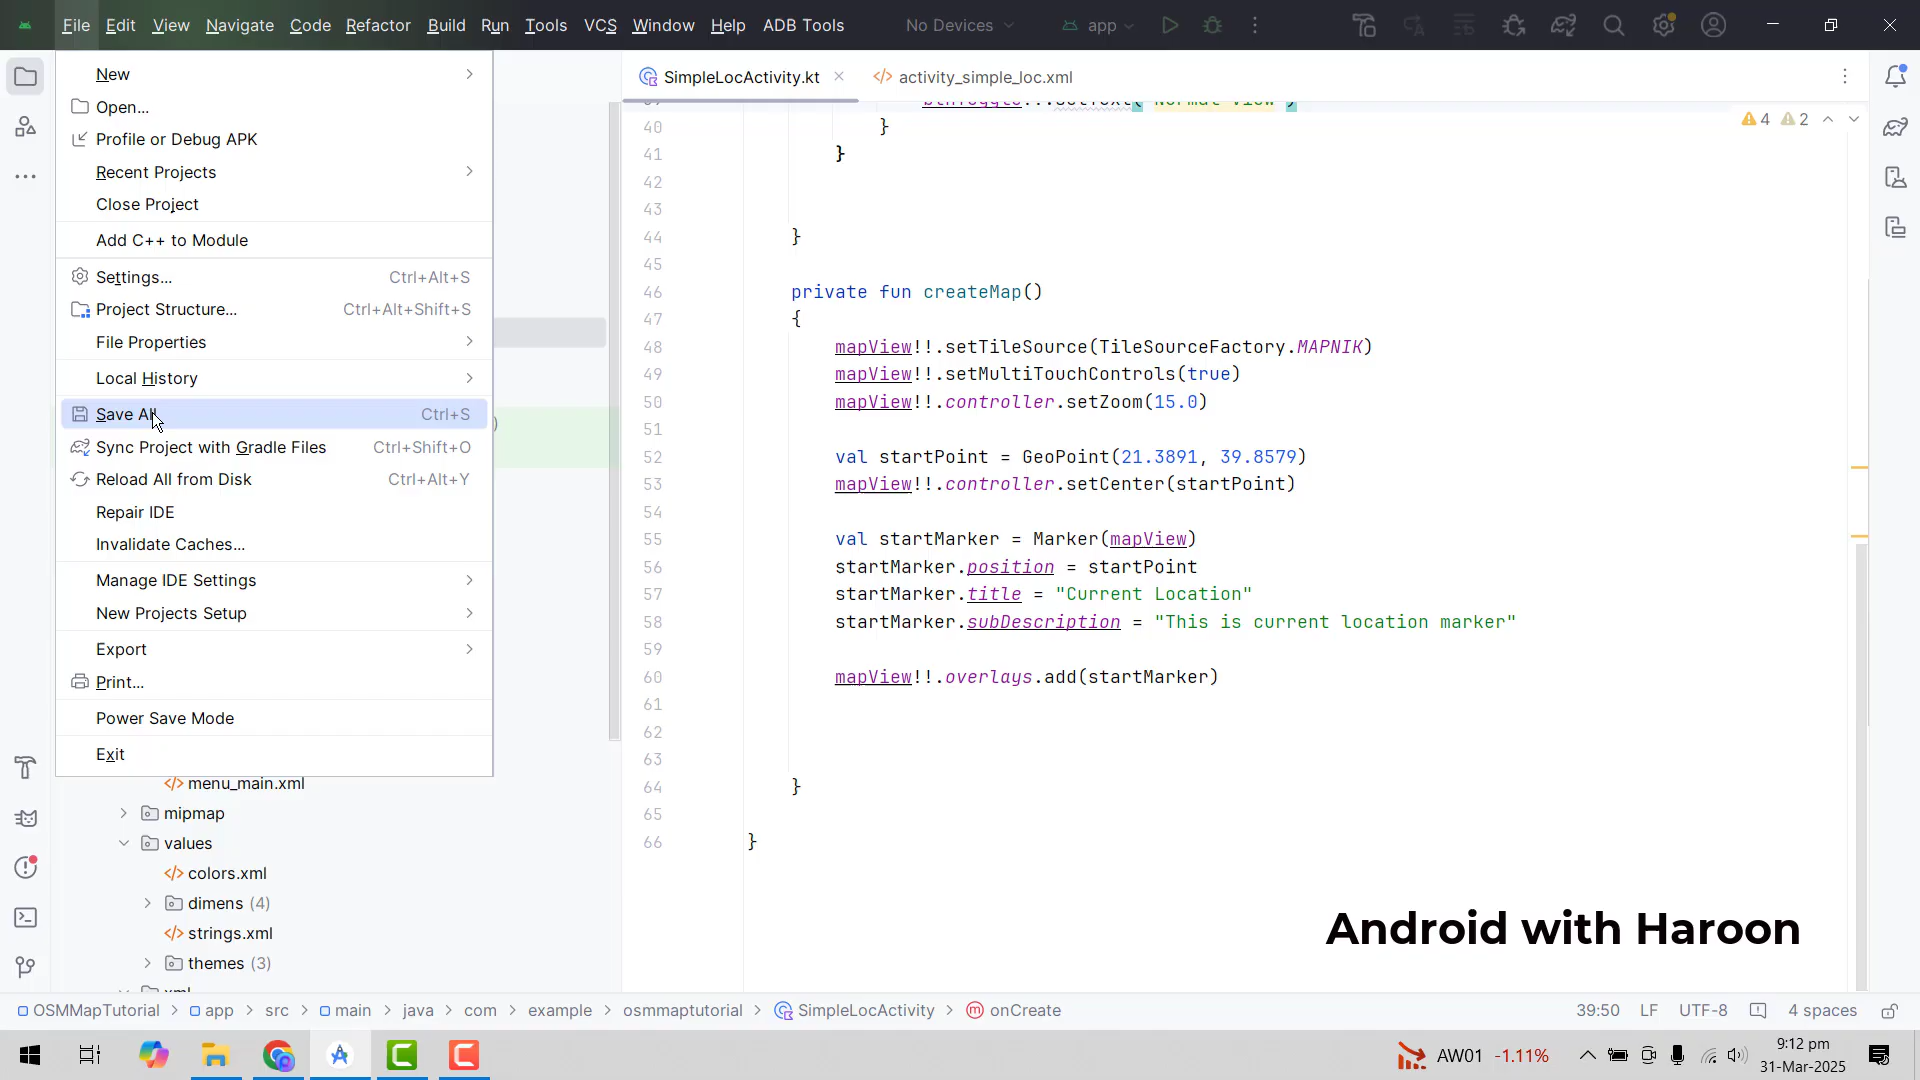 File Edit View Navigate Code Refactor Build Run Tools VCS Window Help ADB Tools No Devices app
New
Open...
Profile or Debug APK
Recent Projects
Close Project
Add C++ to Module
Settings... Ctrl+Alt+S
Project Structure... Ctrl+Alt+Shift+S
File Properties
Local History
Save All Ctrl+S
Sync Project with Gradle Files Ctrl+Shift+O
Reload All from Disk Ctrl+Alt+Y
Repair IDE
Invalidate Caches...
Manage IDE Settings
New Projects Setup
Export
Print...
Power Save Mode
Exit
menu_main.xml
mipmap
values
colors.xml
dimens (4)
strings.xml
themes (3)
SimpleLocActivity.kt activity_simple_loc.xml
4 2
40 }
41 }
42
43
44 }
45
46 private fun createMap()
47 {
48 mapView!!.setTileSource(TileSourceFactory.MAPNIK)
49 mapView!!.setMultiTouchControls(true)
50 mapView!!.controller.setZoom(15.0)
51
52 val startPoint = GeoPoint(21.3891, 39.8579)
53 mapView!!.controller.setCenter(startPoint)
54
55 val startMarker = Marker(mapView)
56 startMarker.position = startPoint
57 startMarker.title = "Current Location"
58 startMarker.subDescription = "This is current location marker"
59
60 mapView!!.overlays.add(startMarker)
61
62
63
64 }
65
66 }
Android with Haroon
OSMMapTutorial > app > src > main > java > com > example > osmmaptutorial > SimpleLocActivity > onCreate 39:50 LF UTF-8 4 spaces
AW01 -1.11% 9:12 pm
31-Mar-2025